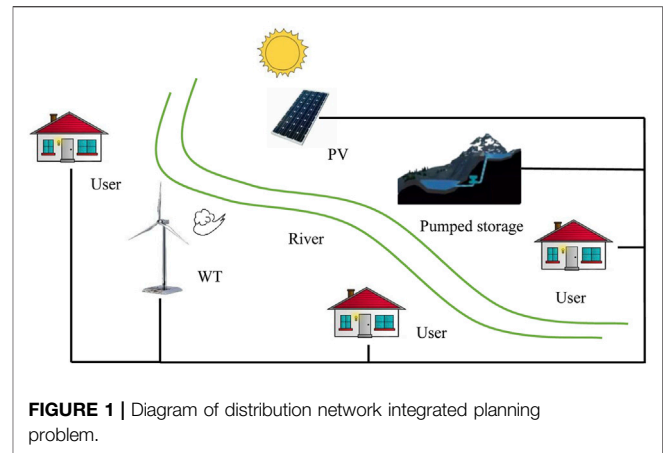 PV
User
Pumped storage
River
WT
User
User
FIGURE 1 | Diagram of distribution network integrated planning
problem.